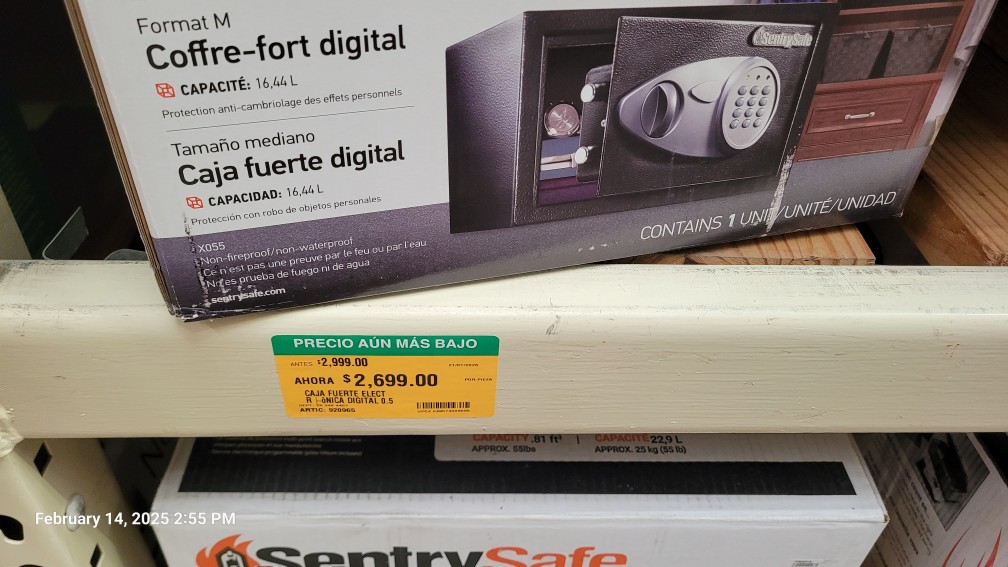 Format M
Coffre-fort digital
CAPACITÉ: 16,44 L
Protection anti-cambriolage des effets personnels
Tamaño mediano
Caja fuerte digital
CAPACIDAD: 16,44 L
Protección con robo de objetos personales
X055
Non-fireproof/non-waterproof
Ce n'est pas une preuve par le feu ou par l'eau
No es prueba de fuego ni de agua
sentrysafe.com
SentrySafe
CONTAINS 1 UNIT/UNITÉ/UNIDAD
PRECIO AÚN MÁS BAJO
ANTES $2,999.00
AHORA $2,699.00
POR PIEZA
CAJA FUERTE ELECT
R ONICA DIGITAL 0.5
ARTIC: 920965
CAPACITY .81 ft³
APPROX. 55lbs
CAPACITÉ 22,9 L
APPROX. 25 kg (55 lb)
SentrySafe
February 14, 2025 2:55 PM